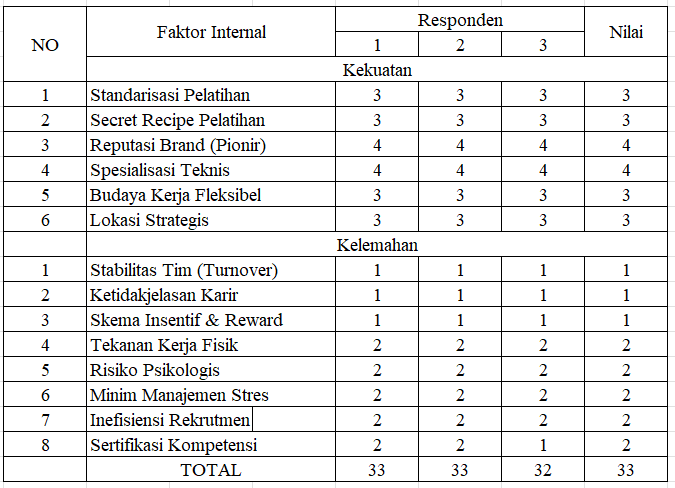 NO Faktor Internal Responden Nilai
1 2 3
Kekuatan
1 Standarisasi Pelatihan 3 3 3 3
2 Secret Recipe Pelatihan 3 3 3 3
3 Reputasi Brand (Pionir) 4 4 4 4
4 Spesialisasi Teknis 4 4 4 4
5 Budaya Kerja Fleksibel 3 3 3 3
6 Lokasi Strategis 3 3 3 3
Kelemahan
1 Stabilitas Tim (Turnover) 1 1 1 1
2 Ketidakjelasan Karir 1 1 1 1
3 Skema Insentif & Reward 1 1 1 1
4 Tekanan Kerja Fisik 2 2 2 2
5 Risiko Psikologis 2 2 2 2
6 Minim Manajemen Stres 2 2 2 2
7 Inefisiensi Rekrutmen 2 2 2 2
8 Sertifikasi Kompetensi 2 2 1 2
TOTAL 33 33 32 33